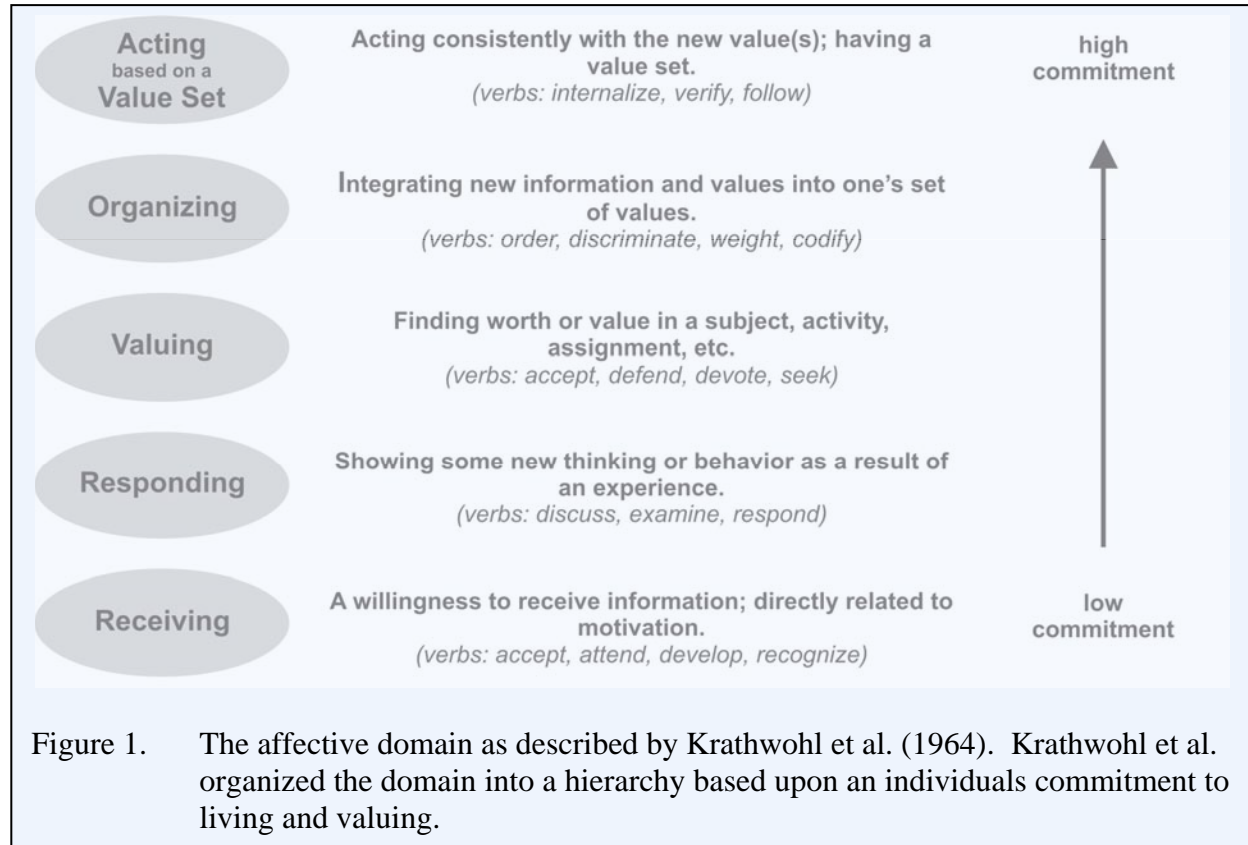 Acting
based on a
Value Set
Acting consistently with the new value(s); having a
value set.
(verbs: internalize, verify, follow)
high
commitment
Organizing
Integrating new information and values into one's set
of values.
(verbs: order, discriminate, weight, codify)
Valuing
Finding worth or value in a subject, activity,
assignment, etc.
(verbs: accept, defend, devote, seek)
Responding
Showing some new thinking or behavior as a result of
an experience.
(verbs: discuss, examine, respond)
Receiving
A willingness to receive information; directly related to
motivation.
(verbs: accept, attend, develop, recognize)
low
commitment
Figure 1. The affective domain as described by Krathwohl et al. (1964). Krathwohl et al.
organized the domain into a hierarchy based upon an individuals commitment to
living and valuing.